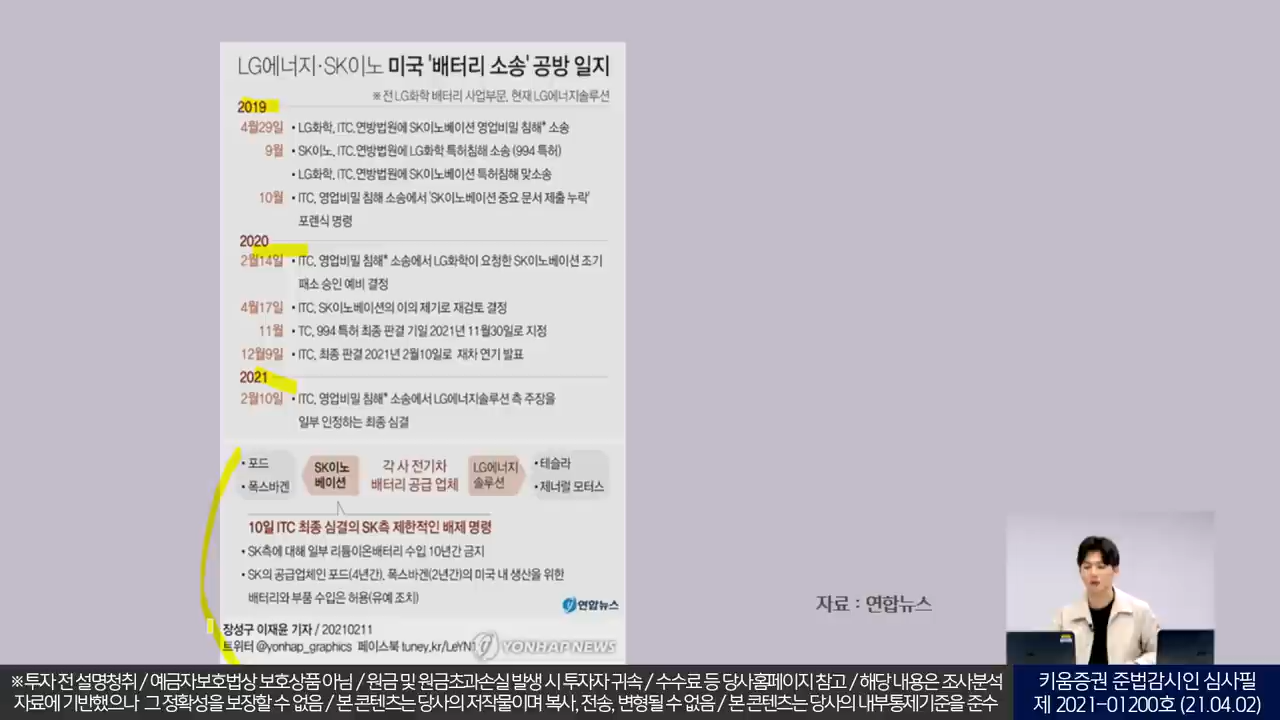 LG에너지·SK이노 미국 '배터리 소송' 공방 일지
※ 전 LG화학 배터리 사업부문, 현재 LG에너지솔루션
2019
4월29일 • LG화학, ITC.연방법원에 SK이노베이션 영업비밀 침해* 소송
9월 • SK이노, ITC.연방법원에 LG화학 특허침해 소송 (994 특허)
• LG화학, ITC.연방법원에 SK이노베이션 특허침해 맞소송
10월 • ITC, 영업비밀 침해 소송에서 'SK이노베이션 중요 문서 제출 누락'
포렌식 명령
2020
2월14일 • ITC, 영업비밀 침해* 소송에서 LG화학이 요청한 SK이노베이션 조기
패소 승인 예비 결정
4월17일 • ITC, SK이노베이션의 이의 제기로 재검토 결정
11월 • TC, 994 특허 최종 판결 기일 2021년 11월30일로 지정
12월9일 • ITC, 최종 판결 2021년 2월10일로 재차 연기 발표
2021
2월10일 • ITC, 영업비밀 침해* 소송에서 LG에너지솔루션 측 주장을
일부 인정하는 최종 심결
• 포드
• 폭스바겐
SK이노
베이션
각 사 전기차
배터리 공급 업체
LG에너지
솔루션
• 테슬라
• 제너럴 모터스
10일 ITC 최종 심결의 SK측 제한적인 배제 명령
• SK측에 대해 일부 리튬이온배터리 수입 10년간 금지
• SK의 공급업체인 포드(4년간), 폭스바겐(2년간)의 미국 내 생산을 위한
배터리와 부품 수입은 허용(유예 조치)
연합뉴스
장성구 이재윤 기자 / 20210211
트위터 @yonhap_graphics 페이스북 tuney.kr/LeYN1
YONHAP NEWS
자료 : 연합뉴스
※투자 전 설명청취 / 예금자보호법상 보호상품 아님 / 원금 및 원금초과손실 발생 시 투자자 귀속 / 수수료 등 당사홈페이지 참고 / 해당 내용은 조사분석
자료에 기반했으나 그 정확성을 보장할 수 없음 / 본 콘텐츠는 당사의 저작물이며 복사, 전송, 변형될 수 없음 / 본 콘텐츠는 당사의 내부통제기준을 준수
키움증권 준법감시인 심사필
제 2021-01200호 (21.04.02)